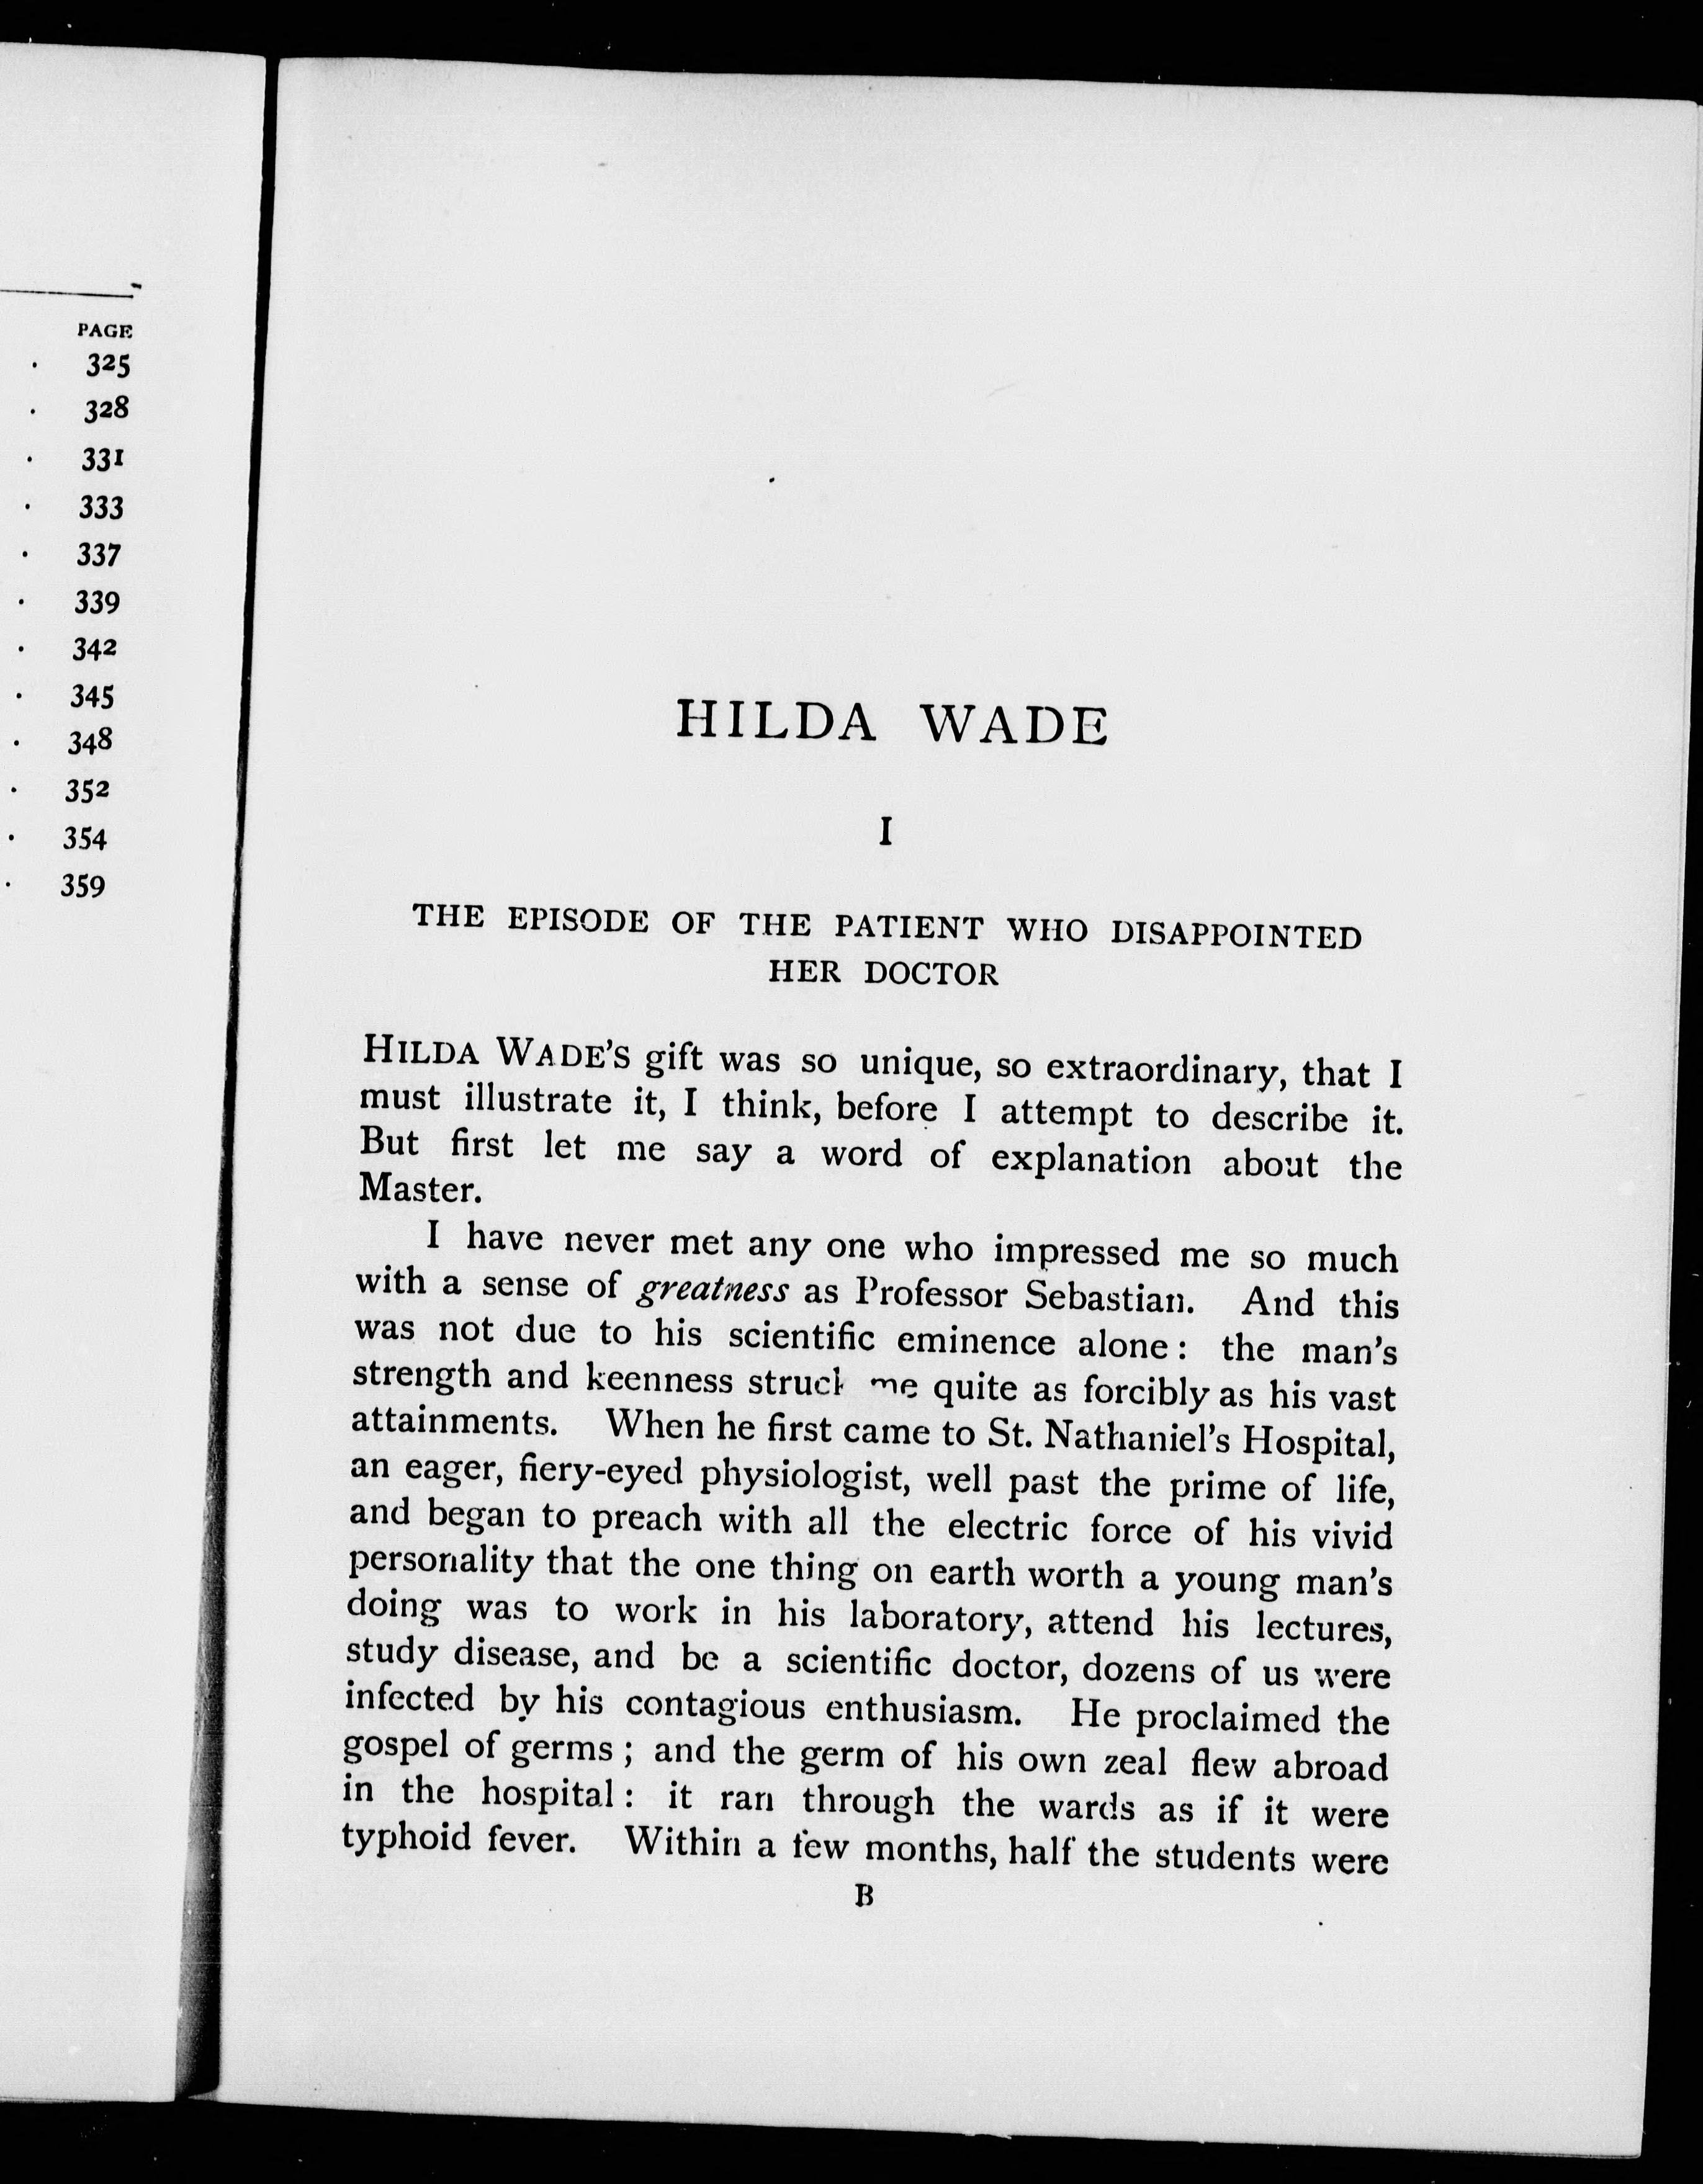 PAGE
. 325
. 328
. 331
. 333
. 337
. 339
. 342
. 345
. 348
. 352
. 354
. 359
HILDA WADE
I
THE EPISODE OF THE PATIENT WHO DISAPPOINTED
HER DOCTOR
HILDA WADE'S gift was so unique, so extraordinary, that I
must illustrate it, I think, before I attempt to describe it.
But first let me say a word of explanation about the
Master.
I have never met any one who impressed me so much
with a sense of greatness as Professor Sebastian. And this
was not due to his scientific eminence alone: the man's
strength and keenness struck me quite as forcibly as his vast
attainments. When he first came to St. Nathaniel's Hospital,
an eager, fiery-eyed physiologist, well past the prime of life,
and began to preach with all the electric force of his vivid
personality that the one thing on earth worth a young man's
doing was to work in his laboratory, attend his lectures,
study disease, and be a scientific doctor, dozens of us were
infected by his contagious enthusiasm. He proclaimed the
gospel of germs; and the germ of his own zeal flew abroad
in the hospital: it ran through the wards as if it were
typhoid fever. Within a few months, half the students were
B